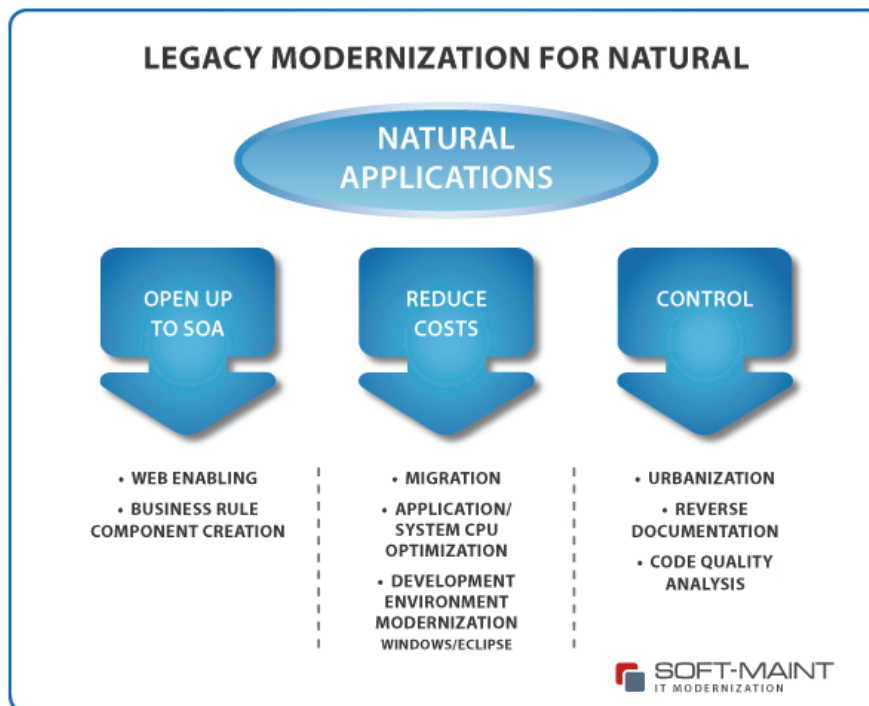 LEGACY MODERNIZATION FOR NATURAL
NATURAL
APPLICATIONS
OPEN UP
TO SOA
• WEB ENABLING
• BUSINESS RULE
COMPONENT CREATION
REDUCE
COSTS
• MIGRATION
• APPLICATION/
SYSTEM CPU
OPTIMIZATION
• DEVELOPMENT
ENVIRONMENT
MODERNIZATION
WINDOWS/ECLIPSE
CONTROL
• URBANIZATION
• REVERSE
DOCUMENTATION
• CODE QUALITY
ANALYSIS
SOFT-MAINT
IT MODERNIZATION